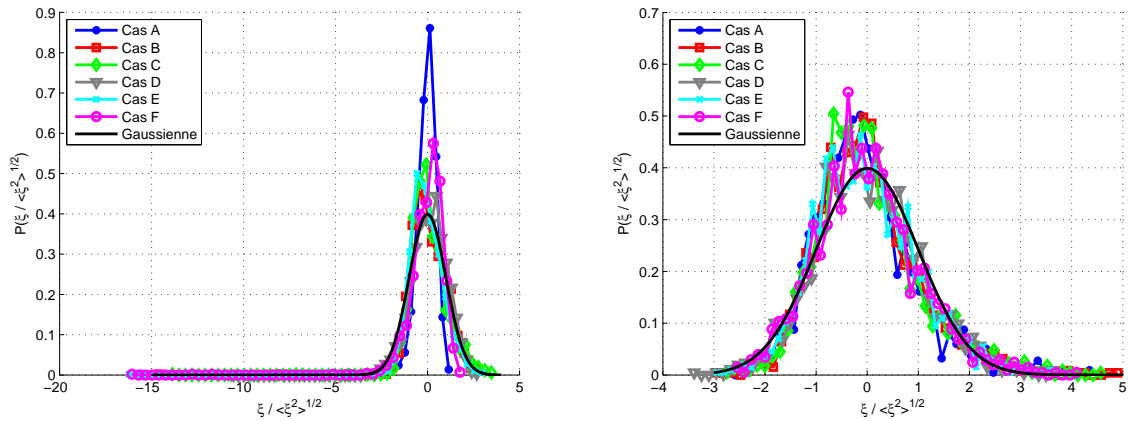 0.9
0.8
0.7
0.6
0.5
0.4
0.3
0.2
0.1
0
P(ξ / <ξ²>^1/2)
Cas A
Cas B
Cas C
Cas D
Cas E
Cas F
Gaussienne
−20 −15 −10 −5 0 5
ξ / <ξ²>^1/2
0.7
0.6
0.5
0.4
0.3
0.2
0.1
0
P(ξ / <ξ²>^1/2)
Cas A
Cas B
Cas C
Cas D
Cas E
Cas F
Gaussienne
−4 −3 −2 −1 0 1 2 3 4 5
ξ / <ξ²>^1/2